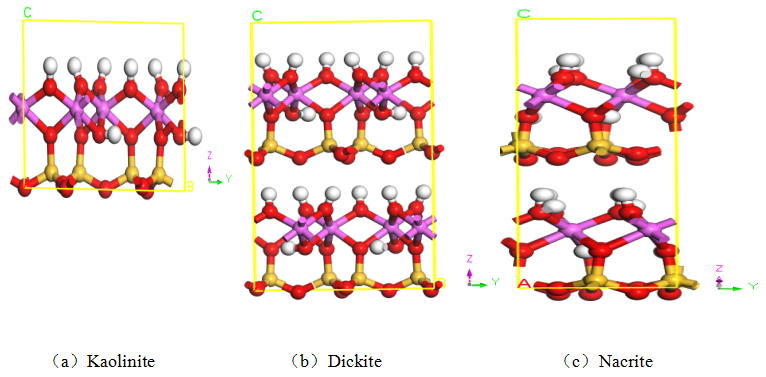 C
C
C
B
Z
Y
Z
Y
A
Z
Y
（a）Kaolinite
（b）Dickite
（c）Nacrite